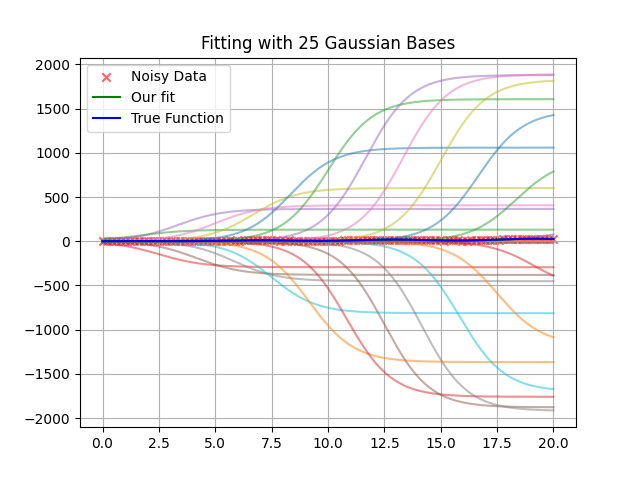 Fitting with 25 Gaussian Bases
Noisy Data
Our fit
True Function
2000
1500
1000
500
0
−500
−1000
−1500
−2000
0.0 2.5 5.0 7.5 10.0 12.5 15.0 17.5 20.0